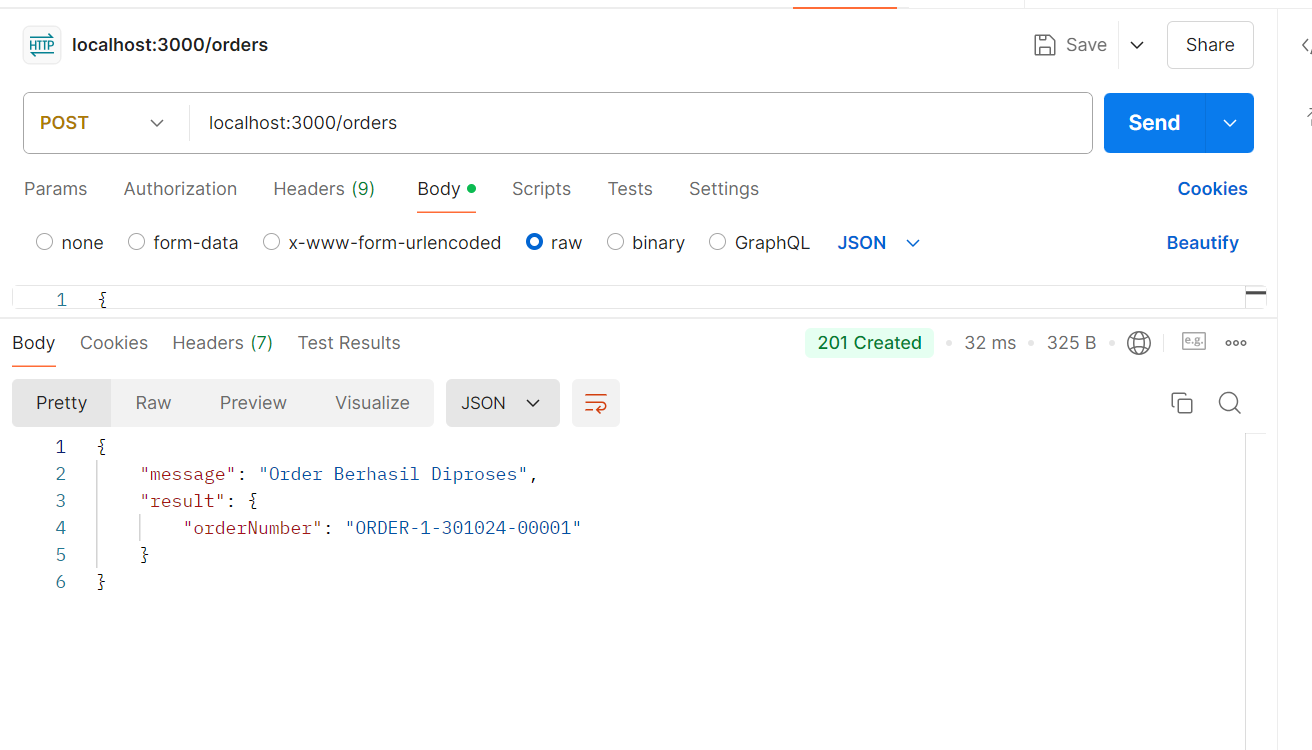 HTTP localhost:3000/orders Save Share
POST localhost:3000/orders Send
Params Authorization Headers (9) Body Scripts Tests Settings Cookies
none form-data x-www-form-urlencoded raw binary GraphQL JSON Beautify
1 {
Body Cookies Headers (7) Test Results 201 Created 32 ms 325 B e.g.
Pretty Raw Preview Visualize JSON
1 {
2 "message": "Order Berhasil Diproses",
3 "result": {
4 "orderNumber": "ORDER-1-301024-00001"
5 }
6 }